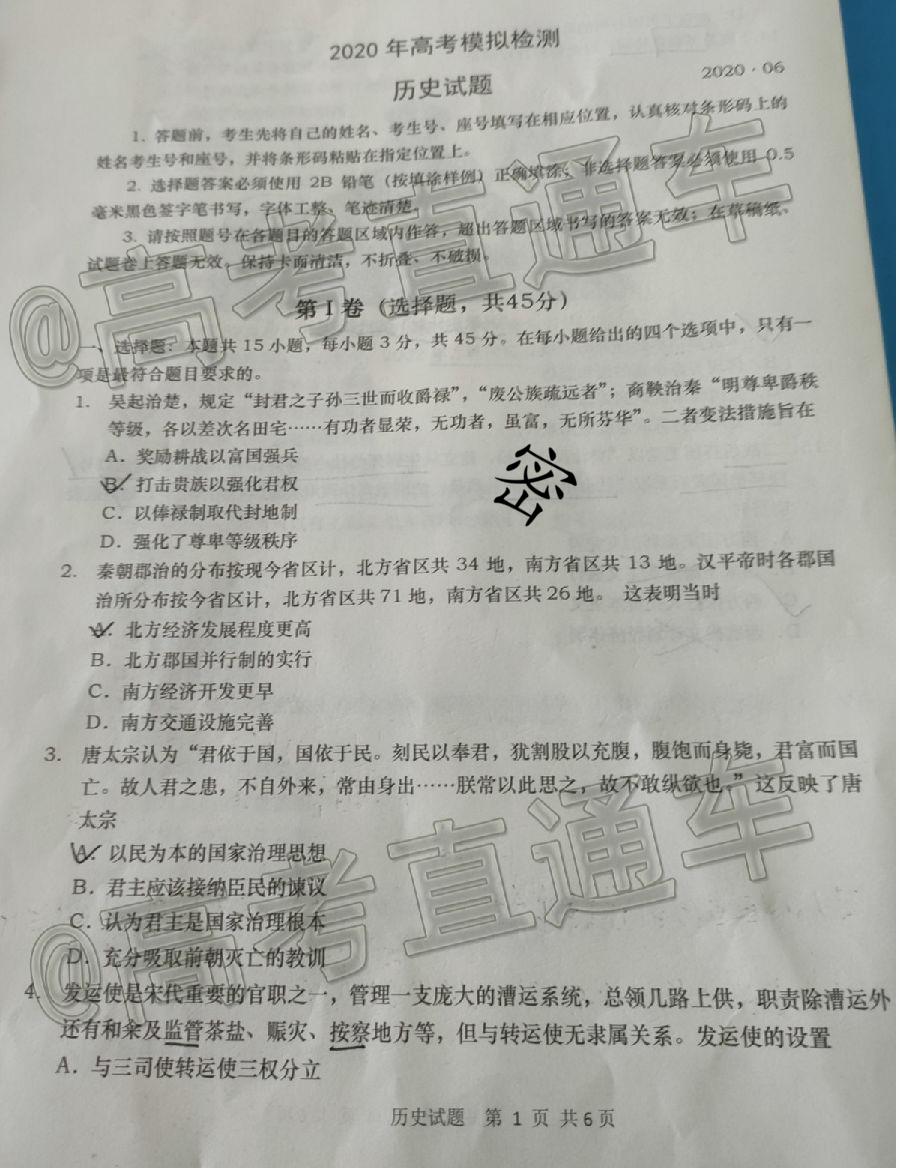 2020 年高考模拟检测
历史试题
2020 · 06
1. 答题前，考生先将自己的姓名、考生号、座号填写在相应位置，认真核对条形码上的
姓名考生号和座号，并将条形码粘贴在指定位置上。
2. 选择题答案必须使用 2B 铅笔（按填涂样例）正确填涂；非选择题答案必须使用 0.5
毫米黑色签字笔书写，字体工整、笔迹清楚。
3. 请按照题号在各题目的答题区域内作答，超出答题区域书写的答案无效；在草稿纸、
试题卷上答题无效。保持卡面清洁，不折叠、不破损。
第Ⅰ卷（选择题，共45分）
一、选择题：本题共 15 小题，每小题 3 分，共 45 分。在每小题给出的四个选项中，只有一
项是最符合题目要求的。
1. 吴起治楚，规定“封君之子孙三世而收爵禄”，“废公族疏远者”；商鞅治秦“明尊卑爵秩
等级，各以差次名田宅……有功者显荣，无功者，虽富，无所芬华”。二者变法措施旨在
A．奖励耕战以富国强兵
B．打击贵族以强化君权
C．以俸禄制取代封地制
D．强化了尊卑等级秩序
密
2. 秦朝郡治的分布按现今省区计，北方省区共 34 地，南方省区共 13 地。汉平帝时各郡国
治所分布按今省区计，北方省区共 71 地，南方省区共 26 地。 这表明当时
A．北方经济发展程度更高
B．北方郡国并行制的实行
C．南方经济开发更早
D．南方交通设施完善
3. 唐太宗认为“君依于国，国依于民。刻民以奉君，犹割股以充腹，腹饱而身毙，君富而国
亡。故人君之患，不自外来，常由身出……朕常以此思之，故不敢纵欲也。”这反映了唐
太宗
A．以民为本的国家治理思想
B．君主应该接纳臣民的谏议
C．认为君主是国家治理根本
D．充分吸取前朝灭亡的教训
4. 发运使是宋代重要的官职之一，管理一支庞大的漕运系统，总领几路上供，职责除漕运外
还有和籴及监管茶盐、赈灾、按察地方等，但与转运使无隶属关系。发运使的设置
A．与三司使转运使三权分立
历史试题 第 1 页 共 6 页
@高考直通车
@高考直通车